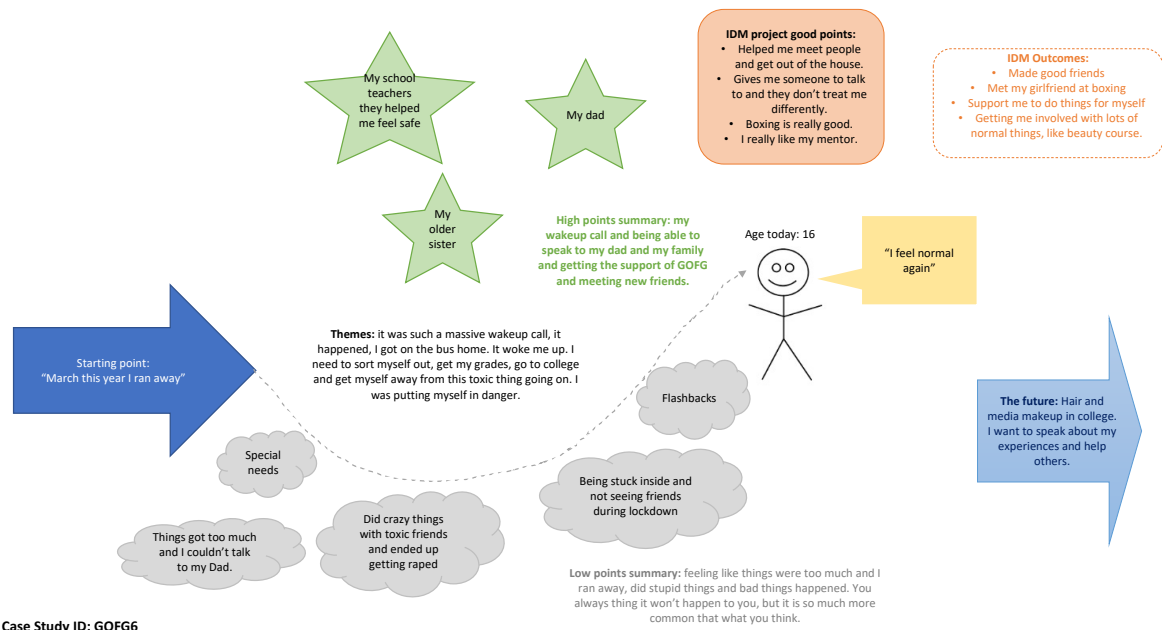 My school
teachers
they helped
me feel safe
My dad
IDM project good points:
• Helped me meet people
and get out of the house.
• Gives me someone to talk
to and they don't treat me
differently.
• Boxing is really good.
• I really like my mentor.
IDM Outcomes:
• Made good friends
• Met my girlfriend at boxing
• Support me to do things for myself
• Getting me involved with lots of
normal things, like beauty course.
My
older
sister
High points summary: my
wakeup call and being able to
speak to my dad and my family
and getting the support of GOFG
and meeting new friends.
Age today: 16
"I feel normal
again"
Starting point:
"March this year I ran away"
Themes: it was such a massive wakeup call, it
happened, I got on the bus home. It woke me up. I
need to sort myself out, get my grades, go to college
and get myself away from this toxic thing going on. I
was putting myself in danger.
Flashbacks
The future: Hair and
media makeup in college.
I want to speak about my
experiences and help
others.
Special
needs
Being stuck inside and
not seeing friends
during lockdown
Things got too much
and I couldn't talk
to my Dad.
Did crazy things
with toxic friends
and ended up
getting raped
Low points summary: feeling like things were too much and I
ran away, did stupid things and bad things happened. You
always thing it won't happen to you, but it is so much more
common that what you think.
Case Study ID: GOFG6